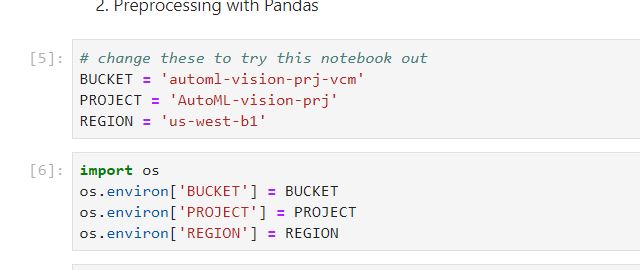 2. Preprocessing with Pandas
[5]: # change these to try this notebook out
BUCKET = 'automl-vision-prj-vcm'
PROJECT = 'AutoML-vision-prj'
REGION = 'us-west-b1'
[6]: import os
os.environ['BUCKET'] = BUCKET
os.environ['PROJECT'] = PROJECT
os.environ['REGION'] = REGION